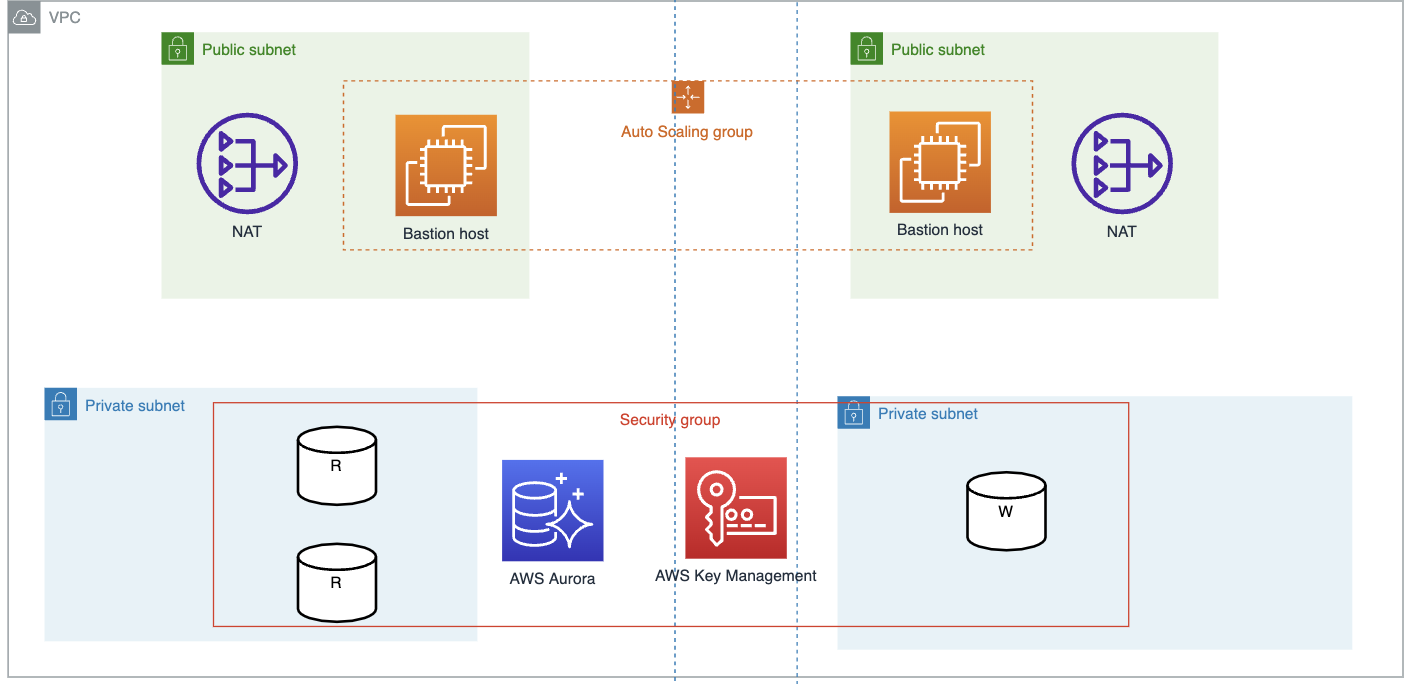 VPC
Public subnet
Public subnet
Auto Scaling group
Bastion host
Bastion host
NAT
NAT
Private subnet
Security group
Private subnet
R
W
R
AWS Aurora
AWS Key Management